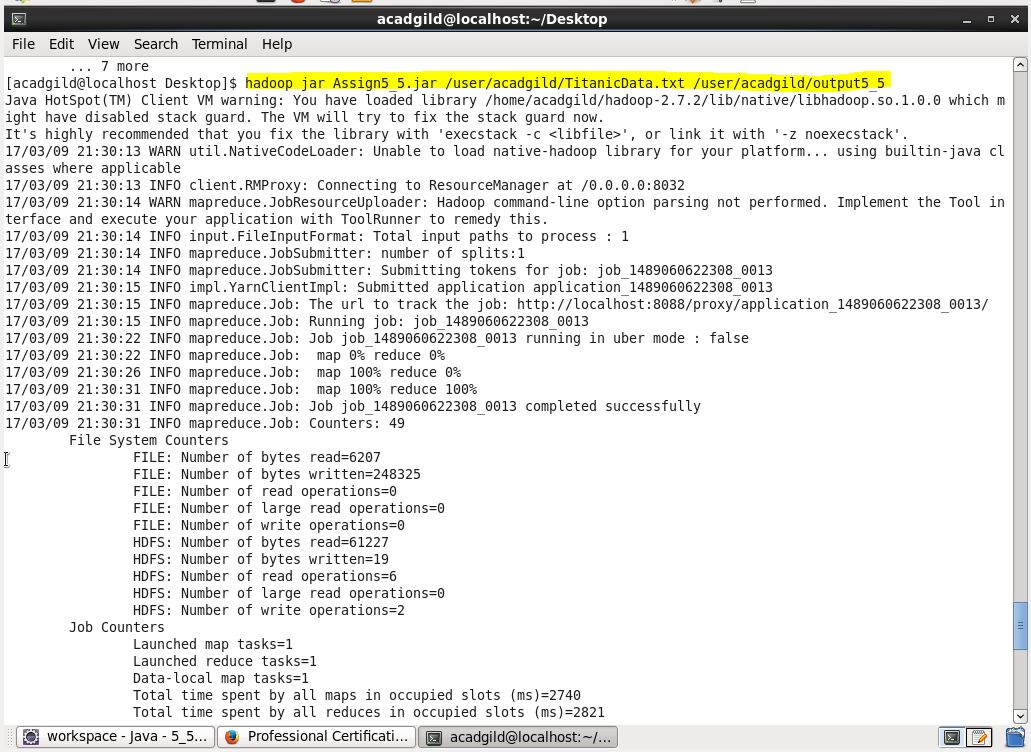 acadgild@localhost:~/Desktop
File Edit View Search Terminal Help
... 7 more
[acadgild@localhost Desktop]$ hadoop jar Assign5_5.jar /user/acadgild/TitanicData.txt /user/acadgild/output5_5
Java HotSpot(TM) Client VM warning: You have loaded library /home/acadgild/hadoop-2.7.2/lib/native/libhadoop.so.1.0.0 which m
ight have disabled stack guard. The VM will try to fix the stack guard now.
It's highly recommended that you fix the library with 'execstack -c <libfile>', or link it with '-z noexecstack'.
17/03/09 21:30:13 WARN util.NativeCodeLoader: Unable to load native-hadoop library for your platform... using builtin-java cl
asses where applicable
17/03/09 21:30:13 INFO client.RMProxy: Connecting to ResourceManager at /0.0.0.0:8032
17/03/09 21:30:14 WARN mapreduce.JobResourceUploader: Hadoop command-line option parsing not performed. Implement the Tool in
terface and execute your application with ToolRunner to remedy this.
17/03/09 21:30:14 INFO input.FileInputFormat: Total input paths to process : 1
17/03/09 21:30:14 INFO mapreduce.JobSubmitter: number of splits:1
17/03/09 21:30:14 INFO mapreduce.JobSubmitter: Submitting tokens for job: job_1489060622308_0013
17/03/09 21:30:15 INFO impl.YarnClientImpl: Submitted application application_1489060622308_0013
17/03/09 21:30:15 INFO mapreduce.Job: The url to track the job: http://localhost:8088/proxy/application_1489060622308_0013/
17/03/09 21:30:15 INFO mapreduce.Job: Running job: job_1489060622308_0013
17/03/09 21:30:22 INFO mapreduce.Job: Job job_1489060622308_0013 running in uber mode : false
17/03/09 21:30:22 INFO mapreduce.Job:  map 0% reduce 0%
17/03/09 21:30:26 INFO mapreduce.Job:  map 100% reduce 0%
17/03/09 21:30:31 INFO mapreduce.Job:  map 100% reduce 100%
17/03/09 21:30:31 INFO mapreduce.Job: Job job_1489060622308_0013 completed successfully
17/03/09 21:30:31 INFO mapreduce.Job: Counters: 49
File System Counters
FILE: Number of bytes read=6207
FILE: Number of bytes written=248325
FILE: Number of read operations=0
FILE: Number of large read operations=0
FILE: Number of write operations=0
HDFS: Number of bytes read=61227
HDFS: Number of bytes written=19
HDFS: Number of read operations=6
HDFS: Number of large read operations=0
HDFS: Number of write operations=2
Job Counters
Launched map tasks=1
Launched reduce tasks=1
Data-local map tasks=1
Total time spent by all maps in occupied slots (ms)=2740
Total time spent by all reduces in occupied slots (ms)=2821
workspace - Java - 5_5... Professional Certificati... acadgild@localhost:~/...